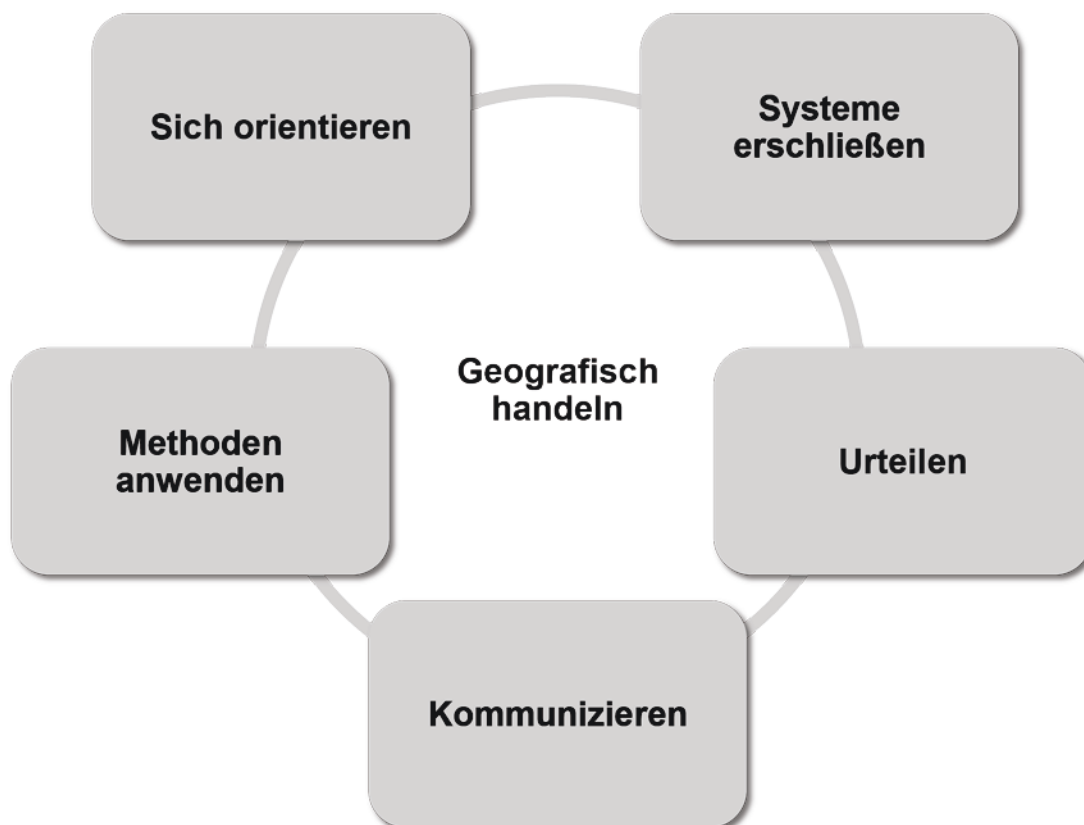 Sich orientieren
Systeme
erschließen
Geografisch
handeln
Methoden
anwenden
Urteilen
Kommunizieren